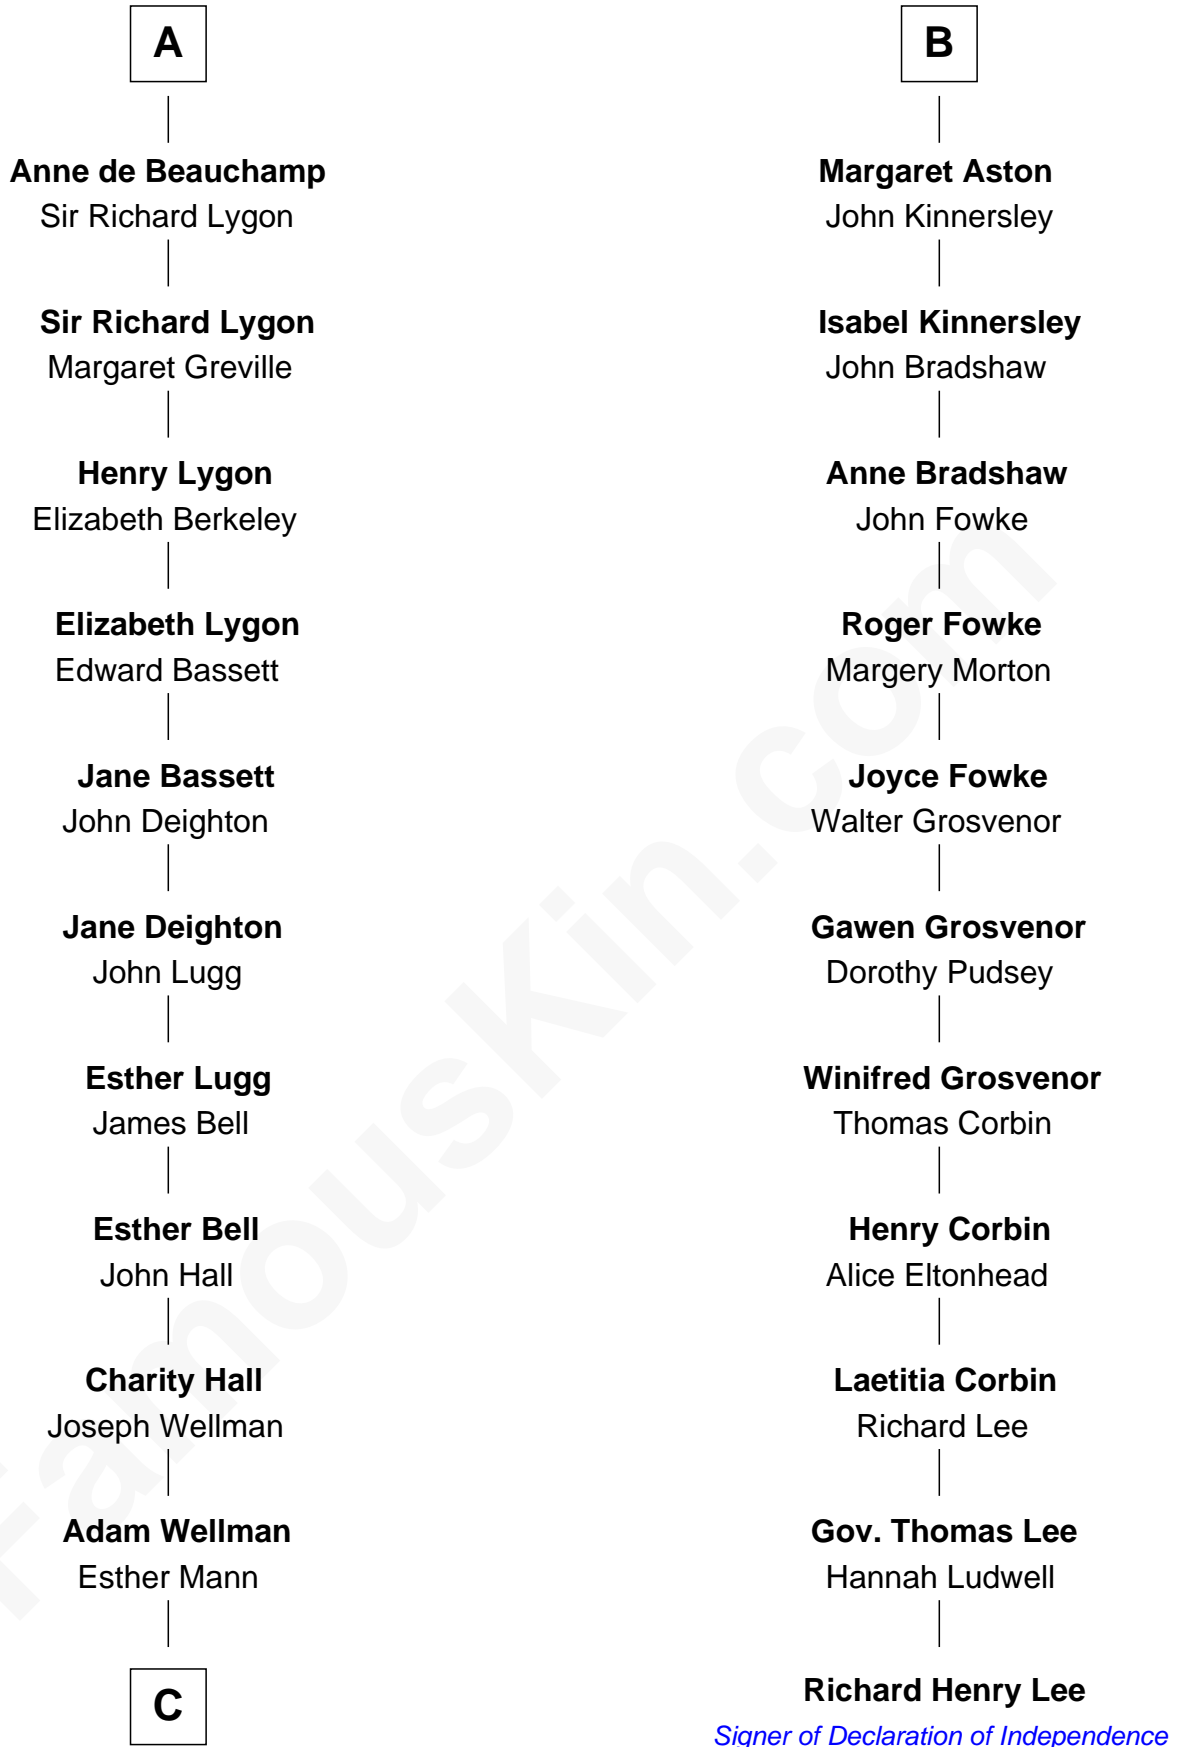 A
Anne de Beauchamp
Sir Richard Lygon
Sir Richard Lygon
Margaret Greville
Henry Lygon
Elizabeth Berkeley
Elizabeth Lygon
Edward Bassett
Jane Bassett
John Deighton
Jane Deighton
John Lugg
Esther Lugg
James Bell
Esther Bell
John Hall
Charity Hall
Joseph Wellman
Adam Wellman
Esther Mann
C
B
Margaret Aston
John Kinnersley
Isabel Kinnersley
John Bradshaw
Anne Bradshaw
John Fowke
Roger Fowke
Margery Morton
Joyce Fowke
Walter Grosvenor
Gawen Grosvenor
Dorothy Pudsey
Winifred Grosvenor
Thomas Corbin
Henry Corbin
Alice Eltonhead
Laetitia Corbin
Richard Lee
Gov. Thomas Lee
Hannah Ludwell
Richard Henry Lee
Signer of Declaration of Independence
FamousKin.com